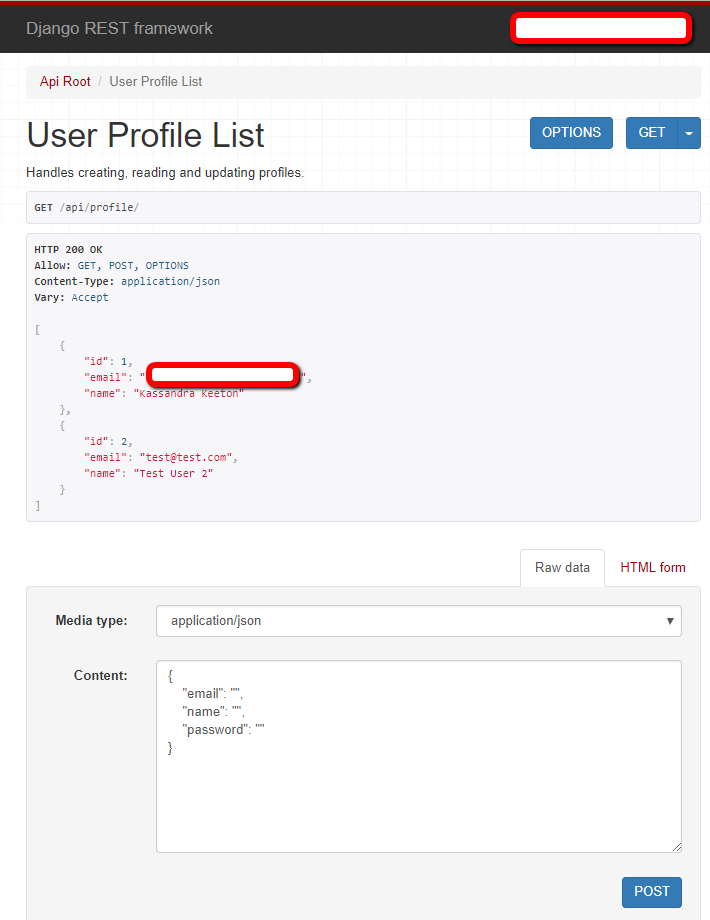 Django REST framework
Api Root / User Profile List
User Profile List
OPTIONS
GET
Handles creating, reading and updating profiles.
GET /api/profile/
HTTP 200 OK
Allow: GET, POST, OPTIONS
Content-Type: application/json
Vary: Accept
[
    {
        "id": 1,
        "email": "",
        "name": "Kassandra Keeton"
    },
    {
        "id": 2,
        "email": "test@test.com",
        "name": "Test User 2"
    }
]
Raw data
HTML form
Media type:
application/json
Content:
{
    "email": "",
    "name": "",
    "password": ""
}
POST